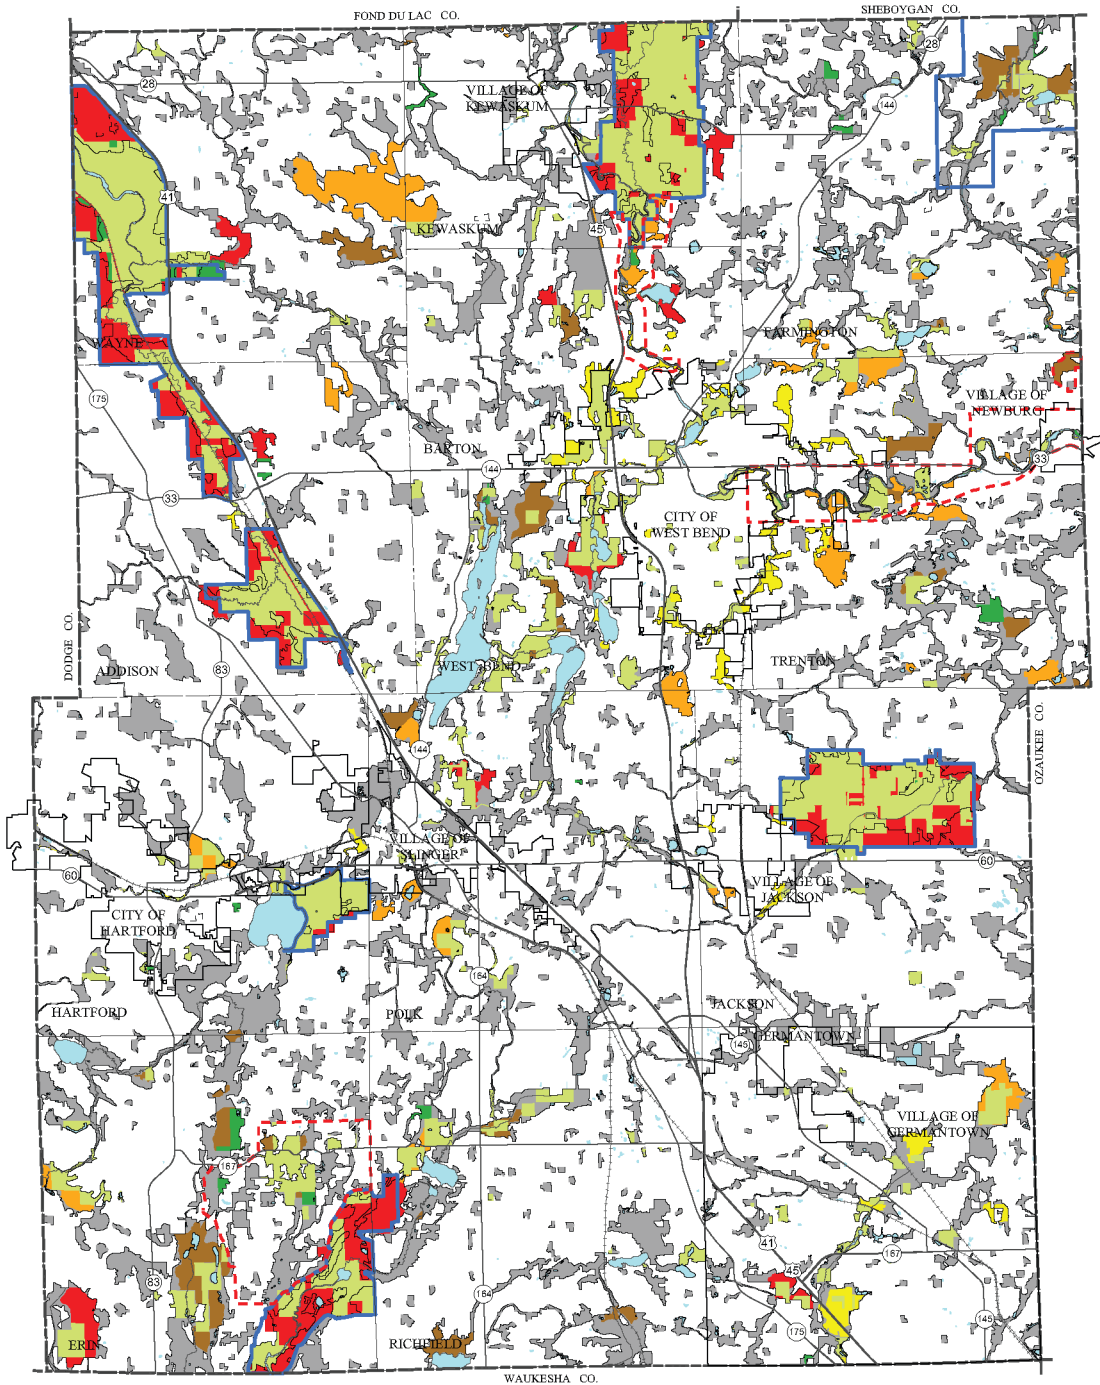 FOND DU LAC CO.
SHEBOYGAN CO.
28
28
VILLAGE OF
KEWASKUM
144
41
45
KEWASKUM
FARMINGTON
WAYNE
175
VILLAGE OF
NEWBURG
BARTON
144
33
33
CITY OF
WEST BEND
DODGE CO.
ADDISON
83
WEST BEND
TRENTON
OZAUKEE CO.
144
VILLAGE OF
SLINGER
60
60
VILLAGE OF
JACKSON
CITY OF
HARTFORD
164
HARTFORD
POLK
JACKSON
GERMANTOWN
145
VILLAGE OF
GERMANTOWN
167
41
167
83
45
164
175
145
ERIN
RICHFIELD
WAUKESHA CO.